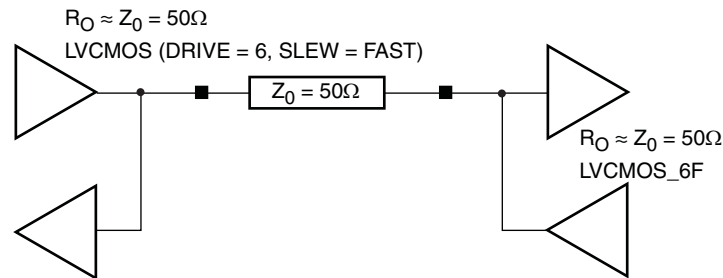 R_O ≈ Z_0 = 50Ω
LVCMOS (DRIVE = 6, SLEW = FAST)
Z_0 = 50Ω
R_O ≈ Z_0 = 50Ω
LVCMOS_6F